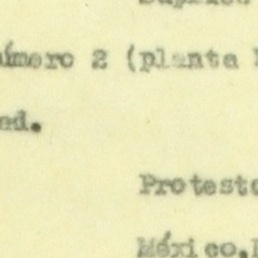 número 2 (planta
ed.
Protesto
México,